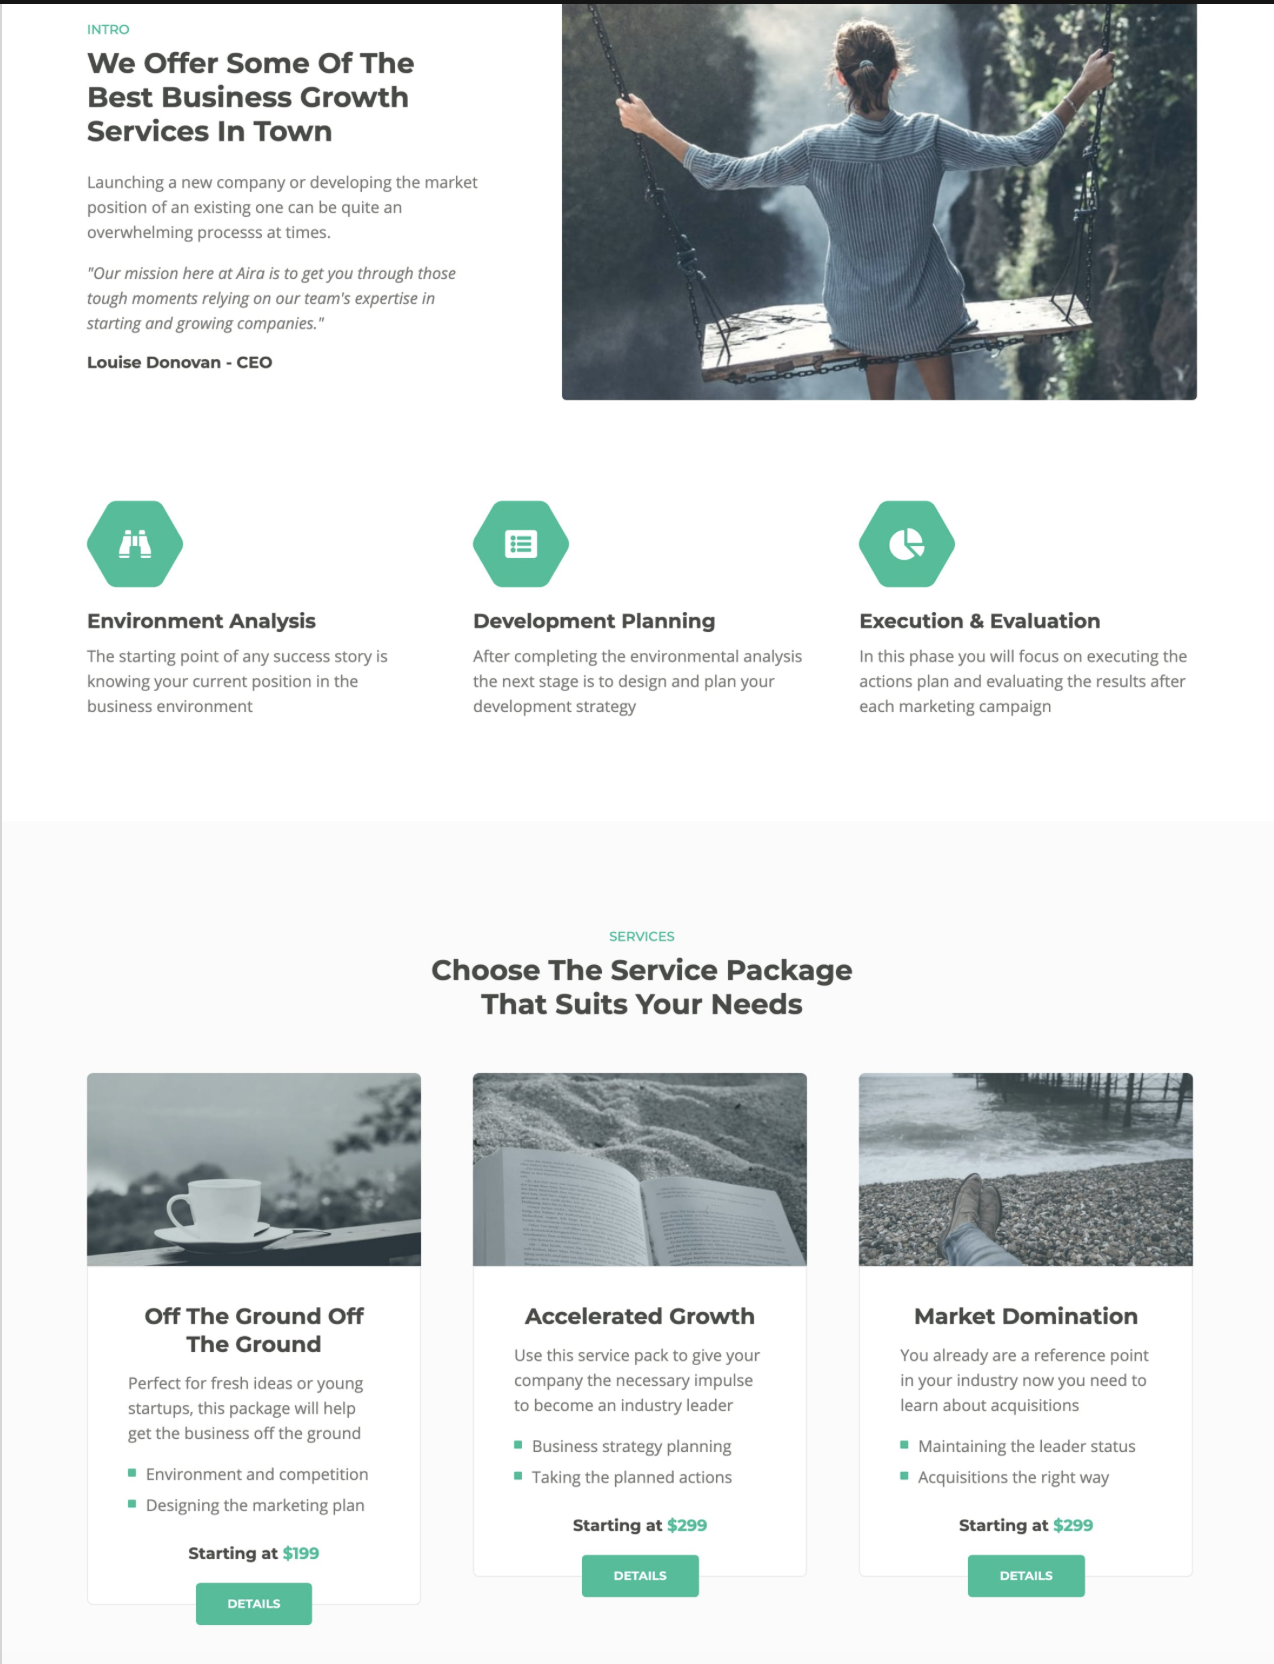 INTRO
We Offer Some Of The
Best Business Growth
Services In Town
Launching a new company or developing the market
position of an existing one can be quite an
overwhelming processs at times.
"Our mission here at Aira is to get you through those
tough moments relying on our team's expertise in
starting and growing companies."
Louise Donovan - CEO
Environment Analysis
The starting point of any success story is
knowing your current position in the
business environment
Development Planning
After completing the environmental analysis
the next stage is to design and plan your
development strategy
Execution & Evaluation
In this phase you will focus on executing the
actions plan and evaluating the results after
each marketing campaign
SERVICES
Choose The Service Package
That Suits Your Needs
Off The Ground Off
The Ground
Perfect for fresh ideas or young
startups, this package will help
get the business off the ground
Environment and competition
Designing the marketing plan
Starting at $199
DETAILS
Accelerated Growth
Use this service pack to give your
company the necessary impulse
to become an industry leader
Business strategy planning
Taking the planned actions
Starting at $299
DETAILS
Market Domination
You already are a reference point
in your industry now you need to
learn about acquisitions
Maintaining the leader status
Acquisitions the right way
Starting at $299
DETAILS